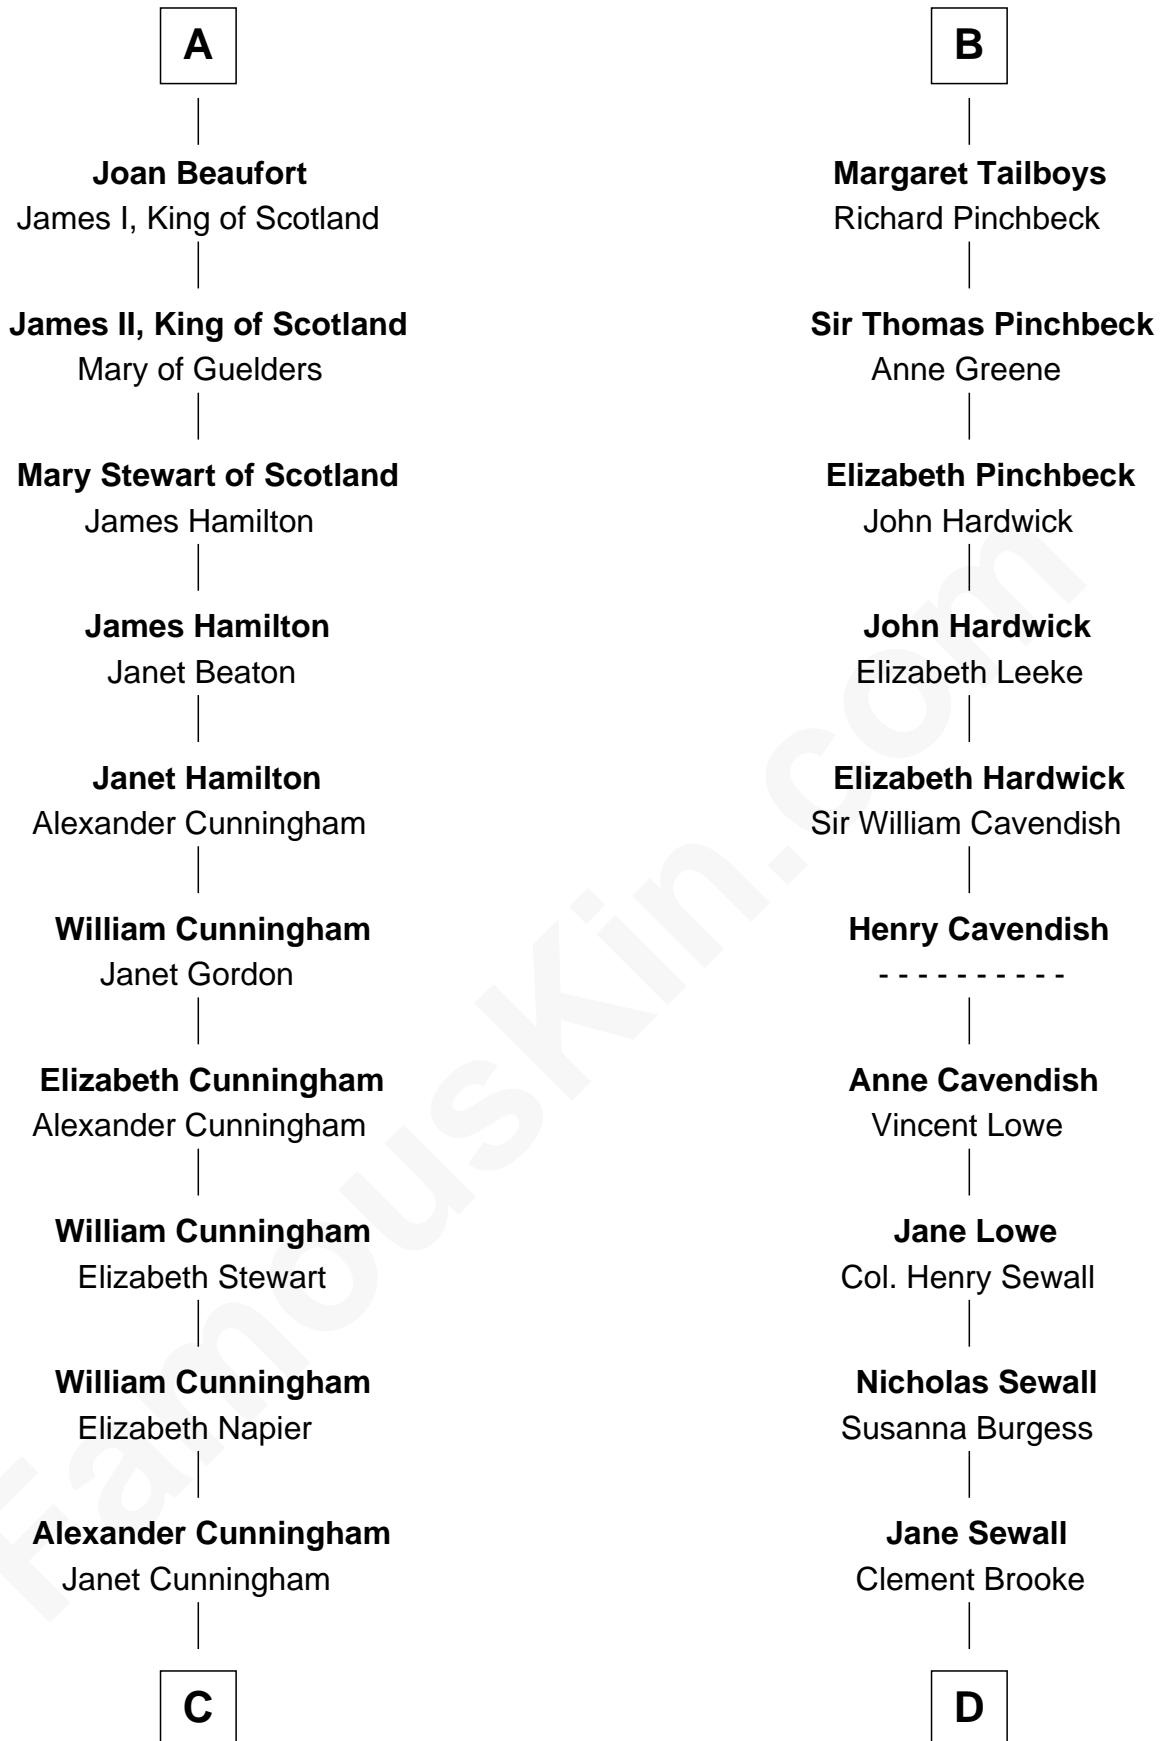 A
Joan Beaufort
James I, King of Scotland
James II, King of Scotland
Mary of Guelders
Mary Stewart of Scotland
James Hamilton
James Hamilton
Janet Beaton
Janet Hamilton
Alexander Cunningham
William Cunningham
Janet Gordon
Elizabeth Cunningham
Alexander Cunningham
William Cunningham
Elizabeth Stewart
William Cunningham
Elizabeth Napier
Alexander Cunningham
Janet Cunningham
C
B
Margaret Tailboys
Richard Pinchbeck
Sir Thomas Pinchbeck
Anne Greene
Elizabeth Pinchbeck
John Hardwick
John Hardwick
Elizabeth Leeke
Elizabeth Hardwick
Sir William Cavendish
Henry Cavendish
- - - - - - - - - -
Anne Cavendish
Vincent Lowe
Jane Lowe
Col. Henry Sewall
Nicholas Sewall
Susanna Burgess
Jane Sewall
Clement Brooke
D
FamousKin.com